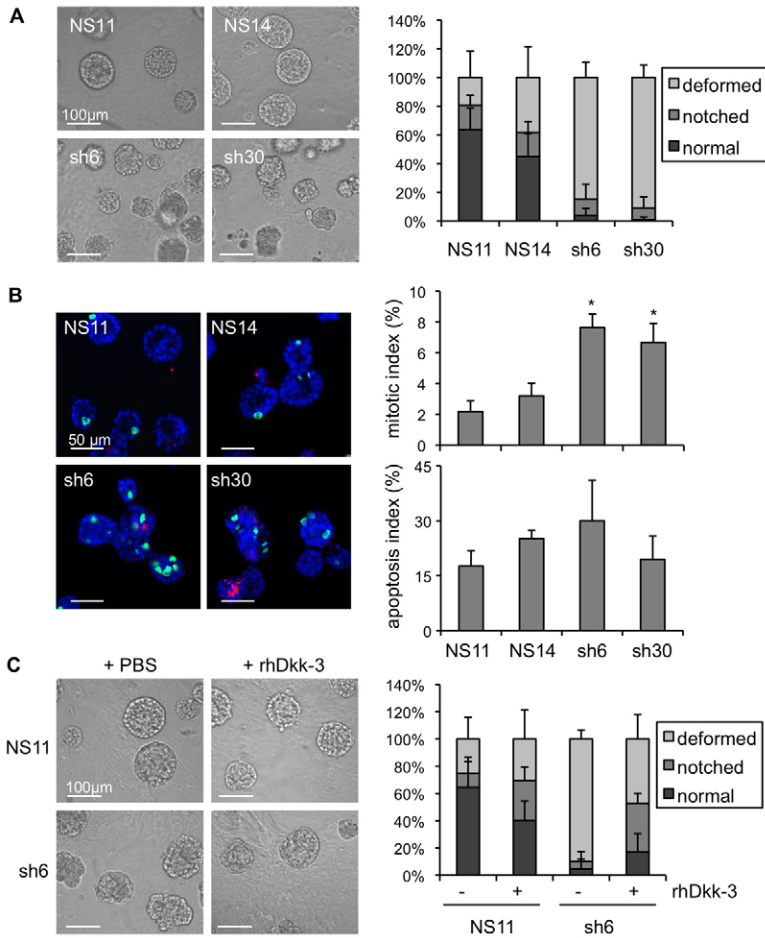 A
NS11
NS14
100µm
sh6
sh30
140%
120%
100%
80%
60%
40%
20%
0%
NS11 NS14 sh6 sh30
deformed
notched
normal
B
NS11
NS14
50 µm
sh6
sh30
mitotic index (%)
10
8
6
4
2
0
* *
apoptosis index (%)
45
30
15
0
NS11 NS14 sh6 sh30
C
+ PBS + rhDkk-3
NS11
100µm
sh6
140%
120%
100%
80%
60%
40%
20%
0%
- + - + rhDkk-3
NS11 sh6
deformed
notched
normal